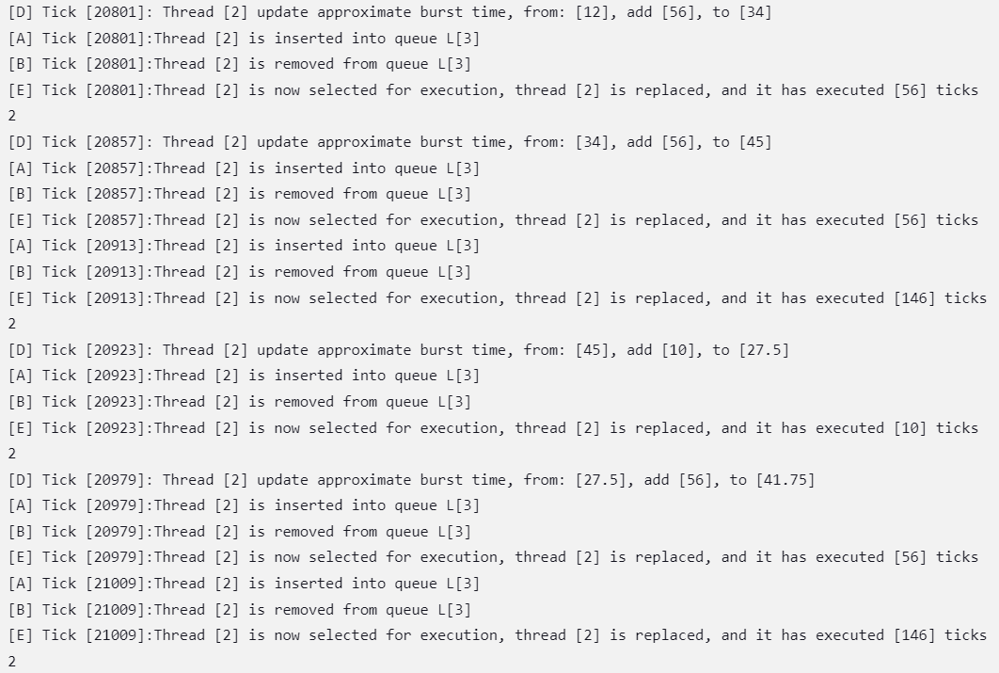 [D] Tick [20801]: Thread [2] update approximate burst time, from: [12], add [56], to [34]
[A] Tick [20801]:Thread [2] is inserted into queue L[3]
[B] Tick [20801]:Thread [2] is removed from queue L[3]
[E] Tick [20801]:Thread [2] is now selected for execution, thread [2] is replaced, and it has executed [56] ticks
2
[D] Tick [20857]: Thread [2] update approximate burst time, from: [34], add [56], to [45]
[A] Tick [20857]:Thread [2] is inserted into queue L[3]
[B] Tick [20857]:Thread [2] is removed from queue L[3]
[E] Tick [20857]:Thread [2] is now selected for execution, thread [2] is replaced, and it has executed [56] ticks
[A] Tick [20913]:Thread [2] is inserted into queue L[3]
[B] Tick [20913]:Thread [2] is removed from queue L[3]
[E] Tick [20913]:Thread [2] is now selected for execution, thread [2] is replaced, and it has executed [146] ticks
2
[D] Tick [20923]: Thread [2] update approximate burst time, from: [45], add [10], to [27.5]
[A] Tick [20923]:Thread [2] is inserted into queue L[3]
[B] Tick [20923]:Thread [2] is removed from queue L[3]
[E] Tick [20923]:Thread [2] is now selected for execution, thread [2] is replaced, and it has executed [10] ticks
2
[D] Tick [20979]: Thread [2] update approximate burst time, from: [27.5], add [56], to [41.75]
[A] Tick [20979]:Thread [2] is inserted into queue L[3]
[B] Tick [20979]:Thread [2] is removed from queue L[3]
[E] Tick [20979]:Thread [2] is now selected for execution, thread [2] is replaced, and it has executed [56] ticks
[A] Tick [21009]:Thread [2] is inserted into queue L[3]
[B] Tick [21009]:Thread [2] is removed from queue L[3]
[E] Tick [21009]:Thread [2] is now selected for execution, thread [2] is replaced, and it has executed [146] ticks
2